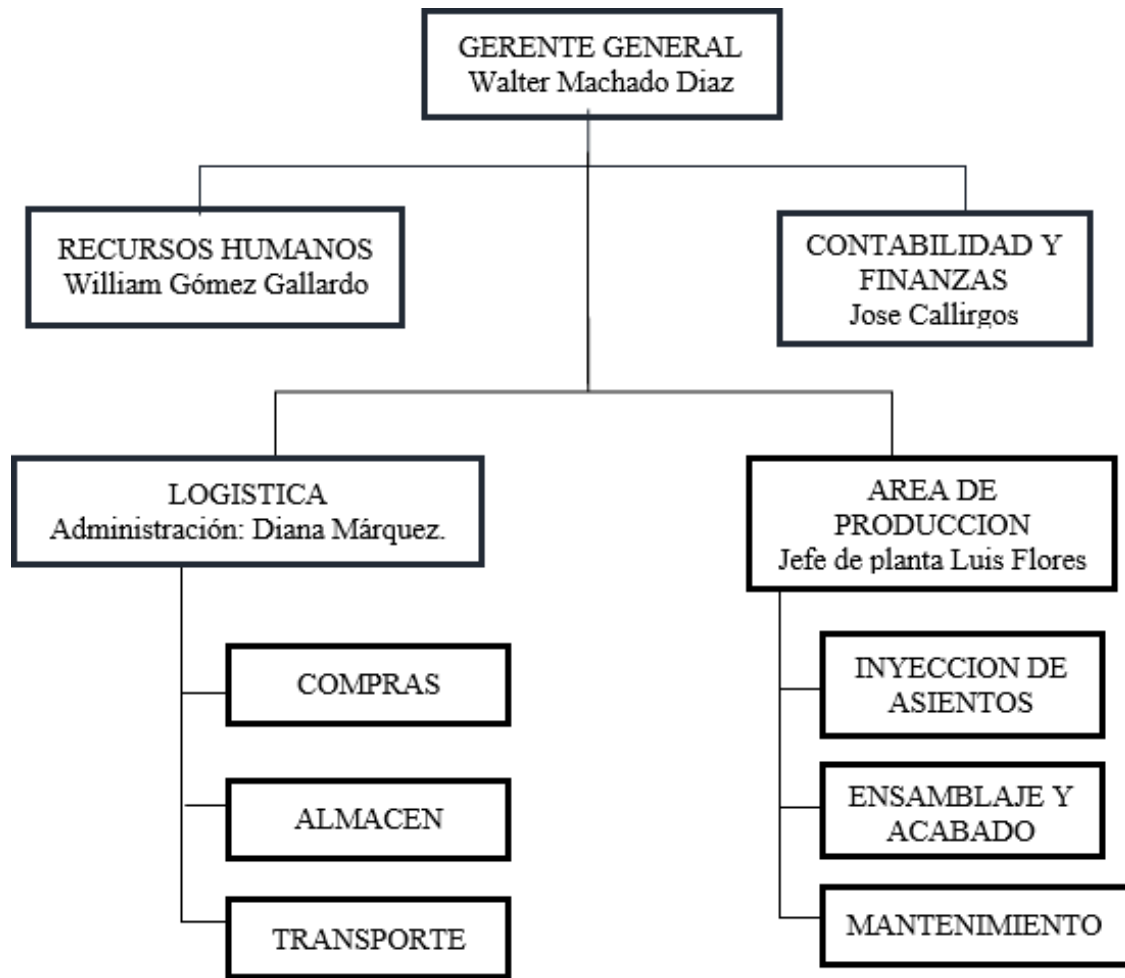 GERENTE GENERAL
Walter Machado Diaz
RECURSOS HUMANOS
William Gómez Gallardo
CONTABILIDAD Y
FINANZAS
Jose Callirgos
LOGISTICA
Administración: Diana Márquez.
AREA DE
PRODUCCION
Jefe de planta Luis Flores
COMPRAS
ALMACEN
TRANSPORTE
INYECCION DE
ASIENTOS
ENSAMBLAJE Y
ACABADO
MANTENIMIENTO